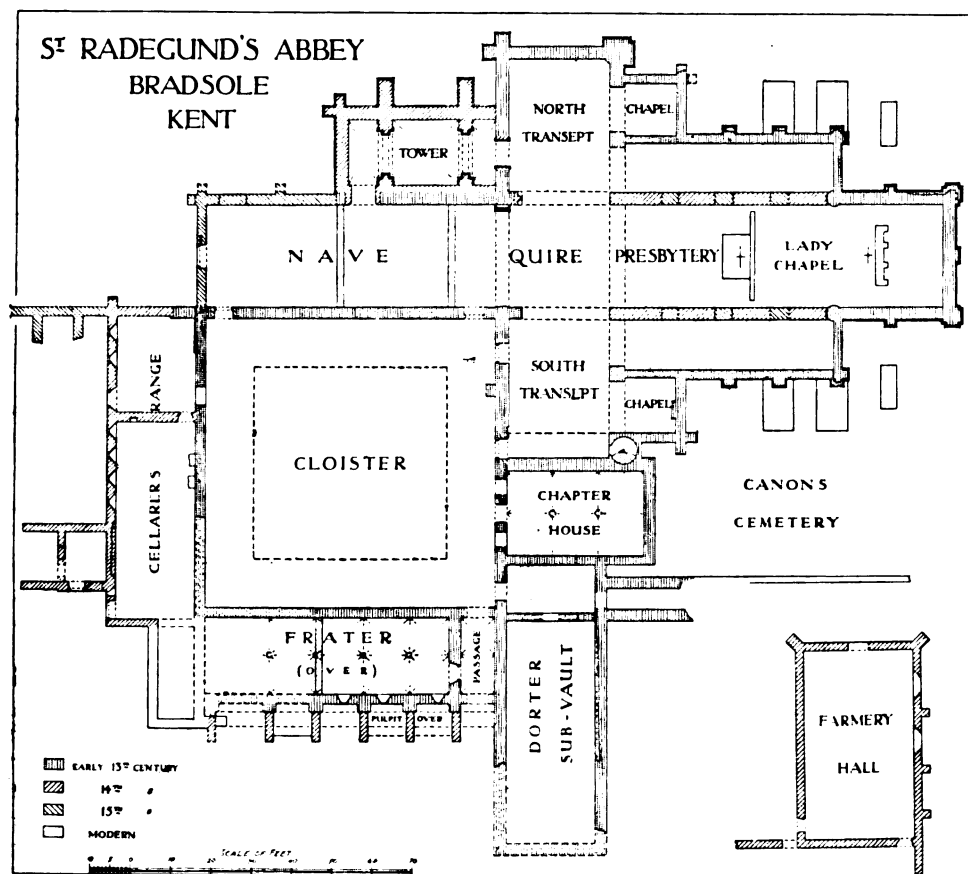 ST RADEGUND'S ABBEY
BRADSOLE
KENT
NORTH
TRANSEPT
CHAPEL
TOWER
NAVE
QUIRE
PRESBYTERY
LADY
CHAPEL
SOUTH
TRANSEPT
CHAPEL
CELLARERS RANGE
CLOISTER
CHAPTER
HOUSE
CANONS
CEMETERY
FRATER
(OVER)
PASSAGE
PULPIT OVER
DORTER
SUB-VAULT
FARMERY
HALL
EARLY 13TH CENTURY
14TH "
15TH "
MODERN
SCALE OF FEET